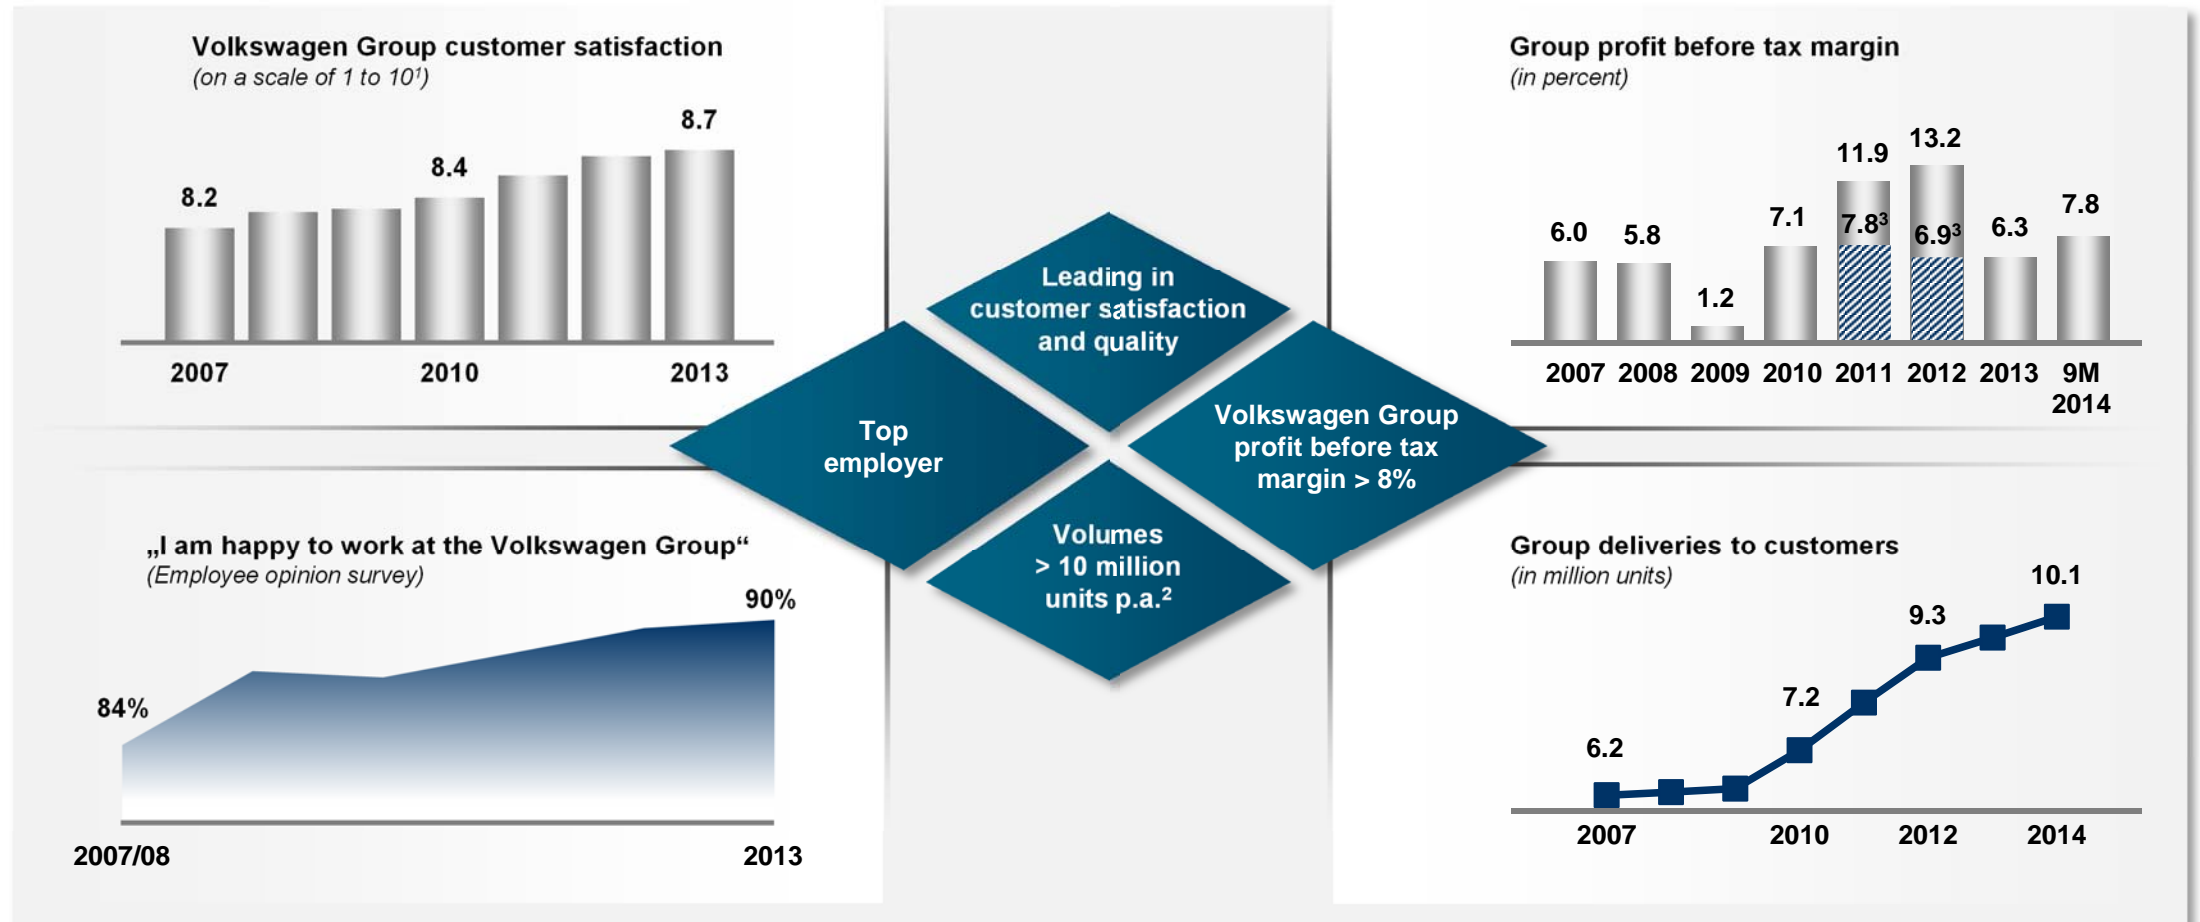 Volkswagen Group customer satisfaction
(on a scale of 1 to 10¹)
8.2
8.4
8.7
2007 2010 2013
Group profit before tax margin
(in percent)
6.0
5.8
1.2
7.1
11.9
7.8³
13.2
6.9³
6.3
7.8
2007 2008 2009 2010 2011 2012 2013 9M
2014
Leading in
customer satisfaction
and quality
Top
employer
Volkswagen Group
profit before tax
margin > 8%
Volumes
> 10 million
units p.a.²
„I am happy to work at the Volkswagen Group“
(Employee opinion survey)
84%
90%
2007/08 2013
Group deliveries to customers
(in million units)
6.2
7.2
9.3
10.1
2007 2010 2012 2014